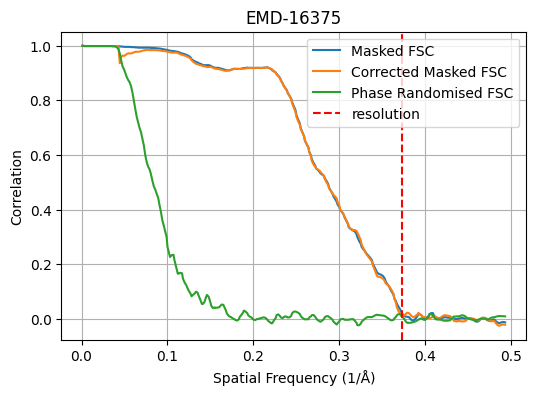 EMD-16375
Masked FSC
Corrected Masked FSC
Phase Randomised FSC
resolution
Correlation
1.0
0.8
0.6
0.4
0.2
0.0
0.0 0.1 0.2 0.3 0.4 0.5
Spatial Frequency (1/Å)